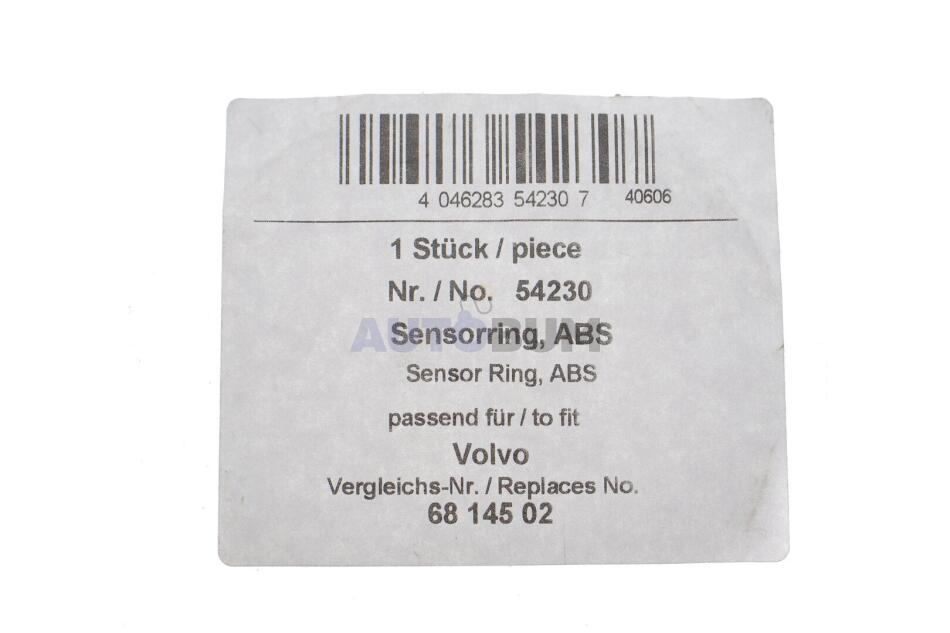 4 046283 54230 7 40606
1 Stück / piece
Nr. / No. 54230
AUTOBUM
Sensorring, ABS
Sensor Ring, ABS
passend für / to fit
Volvo
Vergleichs-Nr. / Replaces No.
68 145 02